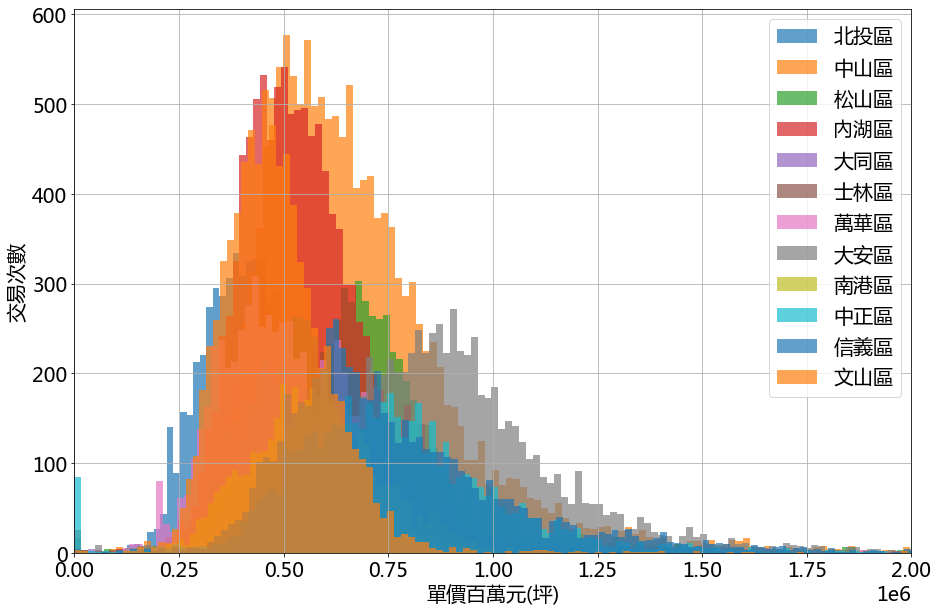 600
500
400
300
200
100
0
交易次數
0.00
0.25
0.50
0.75
1.00
1.25
1.50
1.75
2.00
1e6
單價百萬元(坪)
北投區
中山區
松山區
內湖區
大同區
士林區
萬華區
大安區
南港區
中正區
信義區
文山區